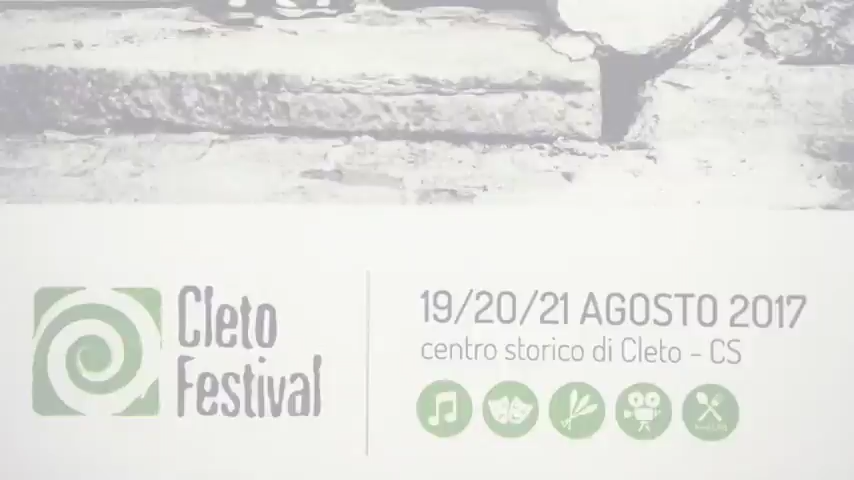 Cleto
Festival
19/20/21 AGOSTO 2017
centro storico di Cleto - CS